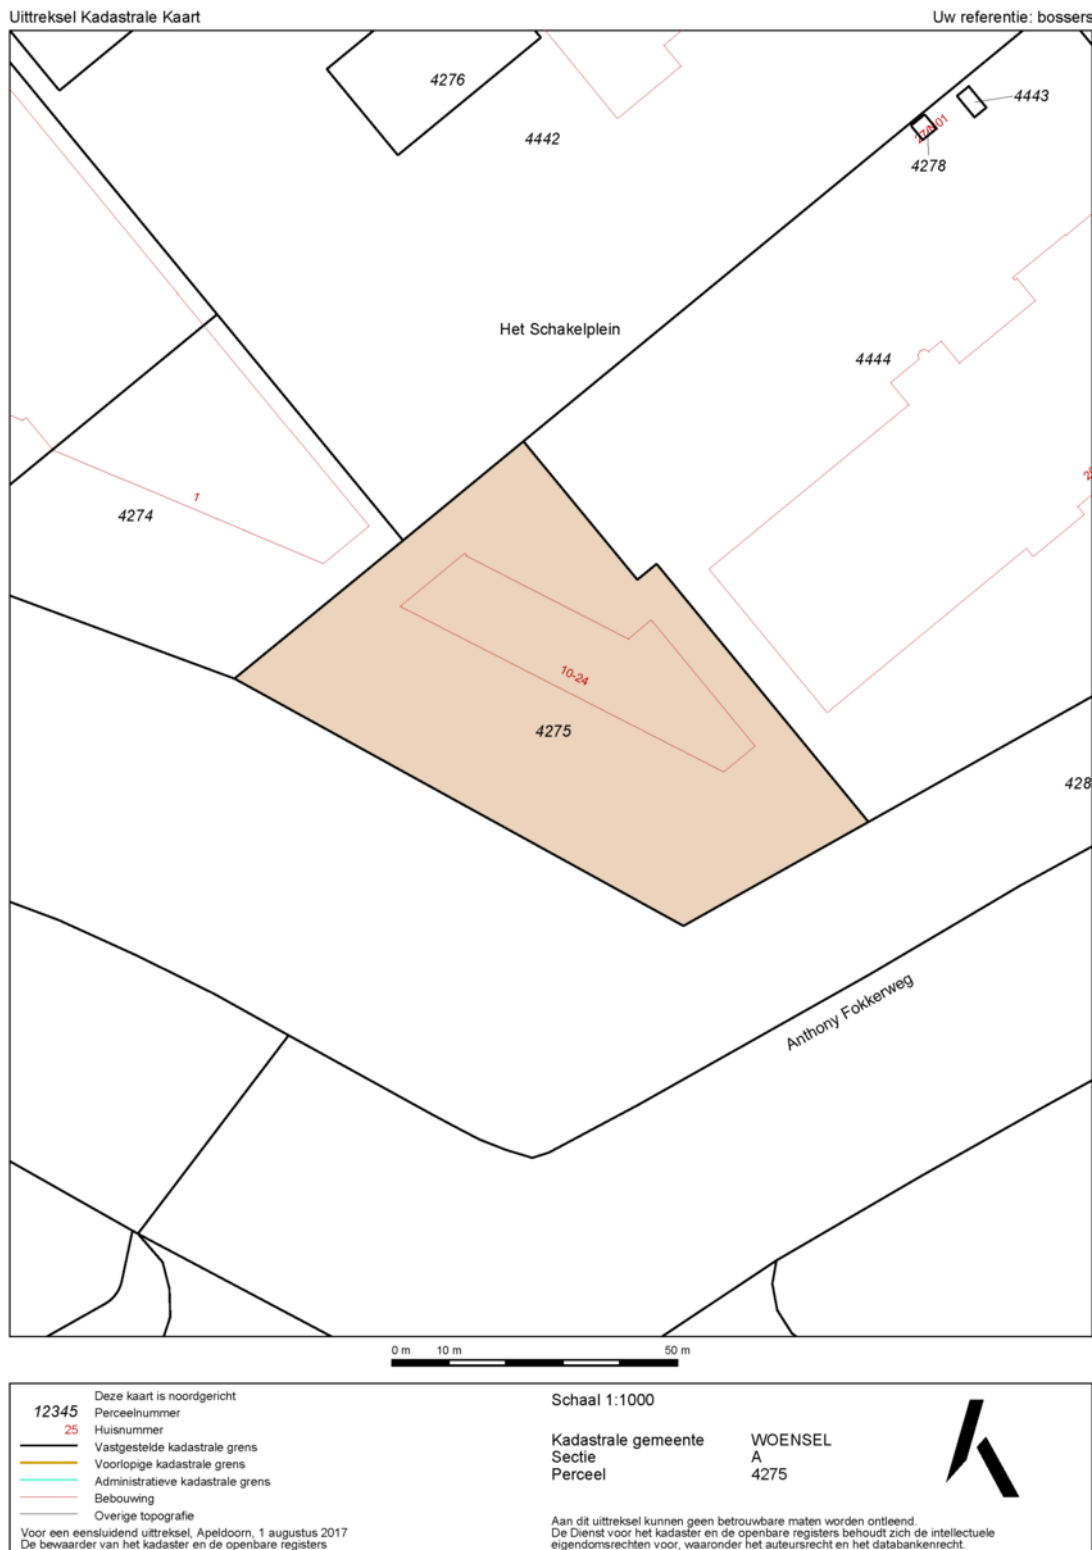 Uittreksel Kadastrale Kaart
Uw referentie: bossers
4276
4442
4443
4278
Het Schakelplein
4444
1
4274
10-24
4275
428
Anthony Fokkerweg
0 m 10 m 50 m
Deze kaart is noordgericht
12345 Perceelnummer
25 Huisnummer
Vastgestelde kadastrale grens
Voorlopige kadastrale grens
Administratieve kadastrale grens
Bebouwing
Overige topografie
Voor een eensluidend uittreksel, Apeldoorn, 1 augustus 2017
De bewaarder van het kadaster en de openbare registers
Schaal 1:1000
Kadastrale gemeente WOENSEL
Sectie A
Perceel 4275
Aan dit uittreksel kunnen geen betrouwbare maten worden ontleend.
De Dienst voor het kadaster en de openbare registers behoudt zich de intellectuele
eigendomsrechten voor, waaronder het auteursrecht en het databankenrecht.